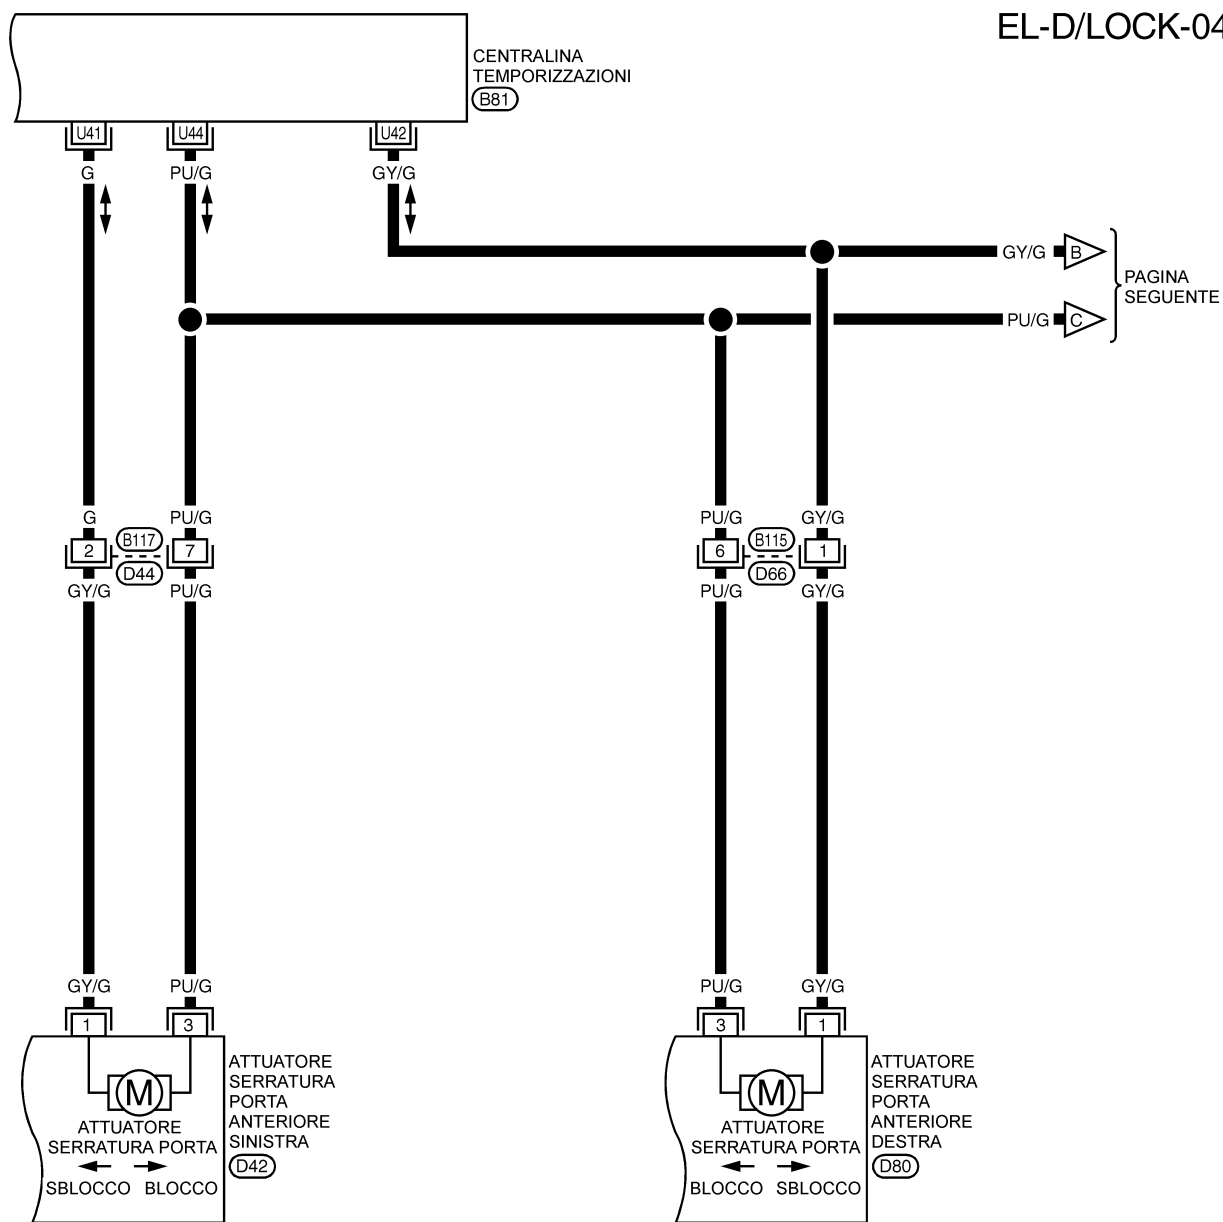 EL-D/LOCK-04
CENTRALINA
TEMPORIZZAZIONI
B81
U41 U44 U42
G PU/G GY/G
GY/G B
PAGINA
SEGUENTE
PU/G C
G PU/G PU/G GY/G
2 B117 7 6 B115 1
D44 D66
GY/G PU/G PU/G GY/G
GY/G PU/G PU/G GY/G
1 3 3 1
M
ATTUATORE
SERRATURA PORTA
SBLOCCO BLOCCO
ATTUATORE
SERRATURA
PORTA
ANTERIORE
SINISTRA
D42
M
ATTUATORE
SERRATURA PORTA
BLOCCO SBLOCCO
ATTUATORE
SERRATURA
PORTA
ANTERIORE
DESTRA
D80